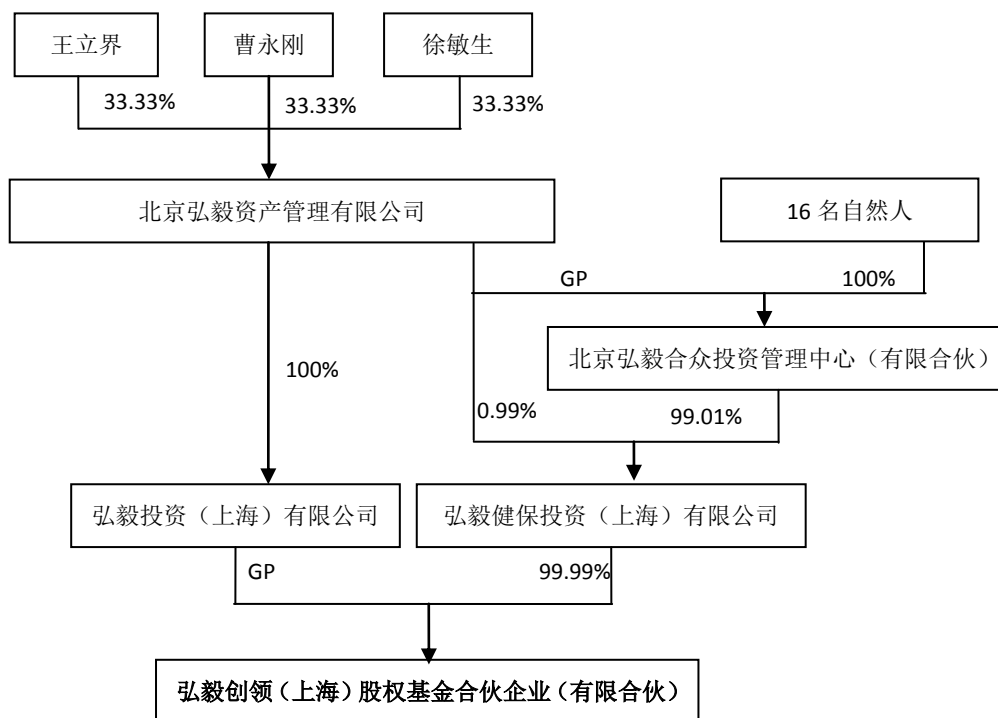 王立界
曹永刚
徐敏生
33.33%
33.33%
33.33%
北京弘毅资产管理有限公司
16 名自然人
GP
100%
北京弘毅合众投资管理中心（有限合伙）
100%
0.99%
99.01%
弘毅投资（上海）有限公司
弘毅健保投资（上海）有限公司
GP
99.99%
弘毅创领（上海）股权基金合伙企业（有限合伙）